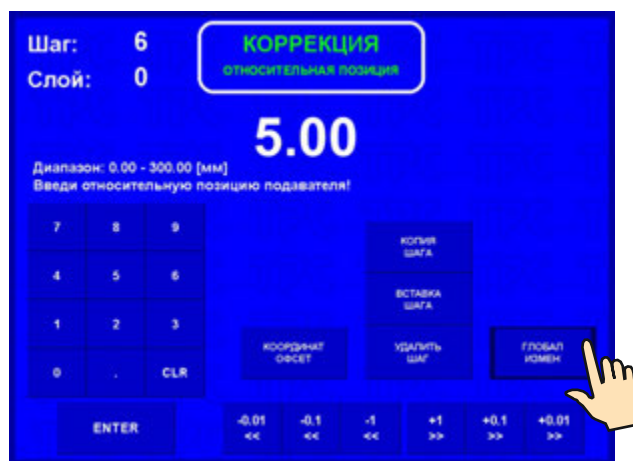 Шаг: 6
КОРРЕКЦИЯ
Слой: 0
ОТНОСИТЕЛЬНАЯ ПОЗИЦИЯ
5.00
Диапазон: 0.00 - 300.00 [мм]
Введи относительную позицию подавателя!
7 8 9
КОПИЯ
ШАГА
4 5 6
ВСТАВКА
ШАГА
1 2 3
КООРДИНАТ
ОФСЕТ
УДАЛИТЬ
ШАГ
ГЛОБАЛ
ИЗМЕН
0 . CLR
ENTER
-0.01 -0.1 -1 +1 +0.1 +0.01
<< << << >> >> >>